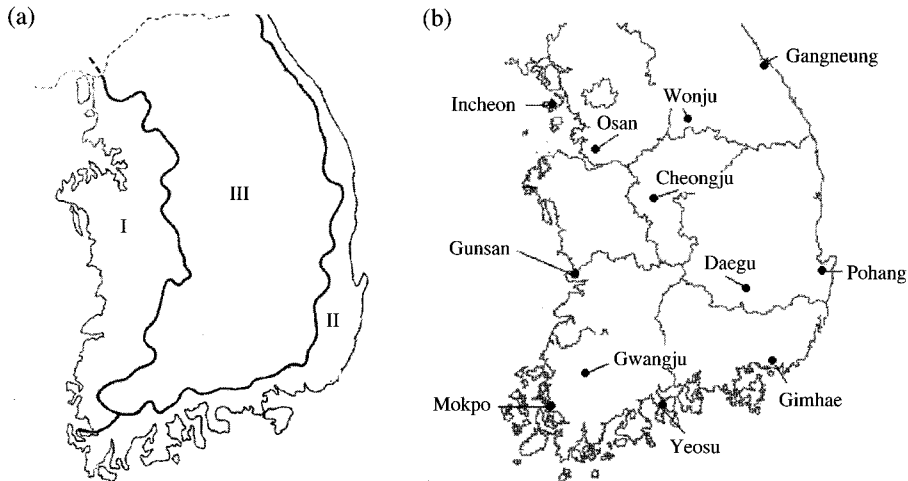 (a)
I
III
II
(b)
Gangneung
Incheon
Wonju
Osan
Cheongju
Gunsan
Daegu
Pohang
Gwangju
Mokpo
Gimhae
Yeosu